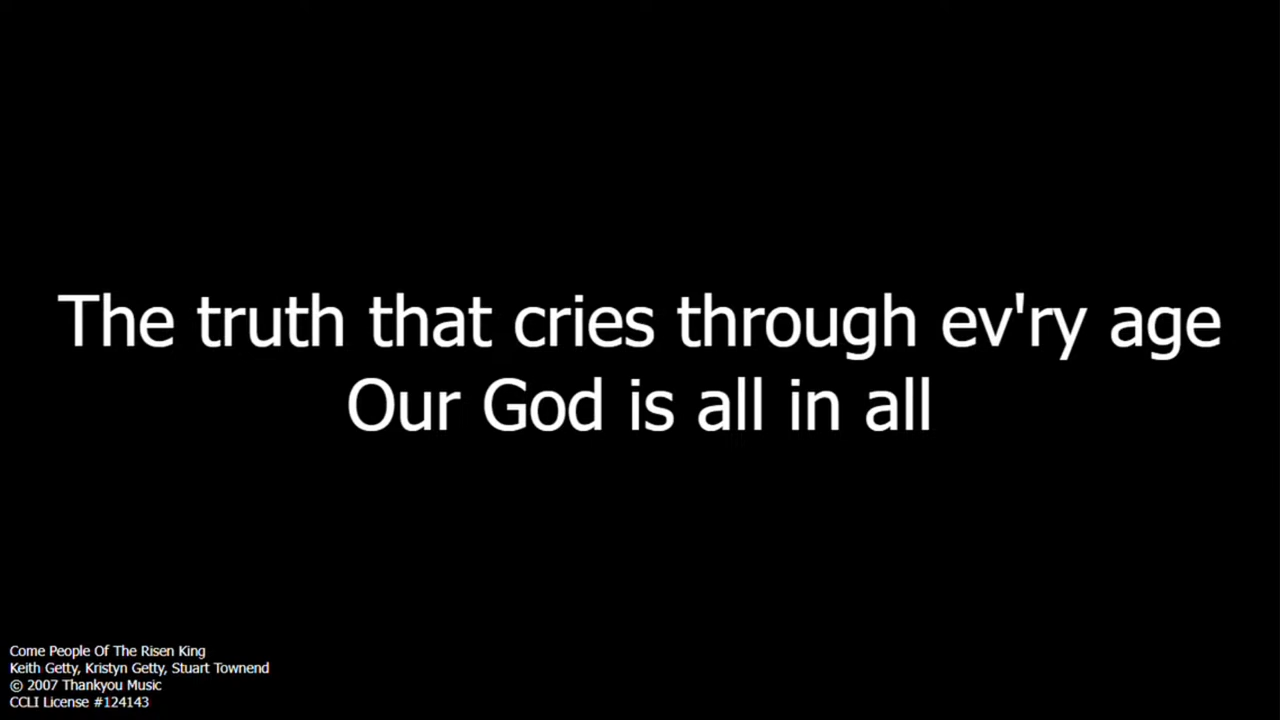 The truth that cries through ev'ry age
Our God is all in all
Come People Of The Risen King
Keith Getty, Kristyn Getty, Stuart Townend
© 2007 Thankyou Music
CCLI License #124143